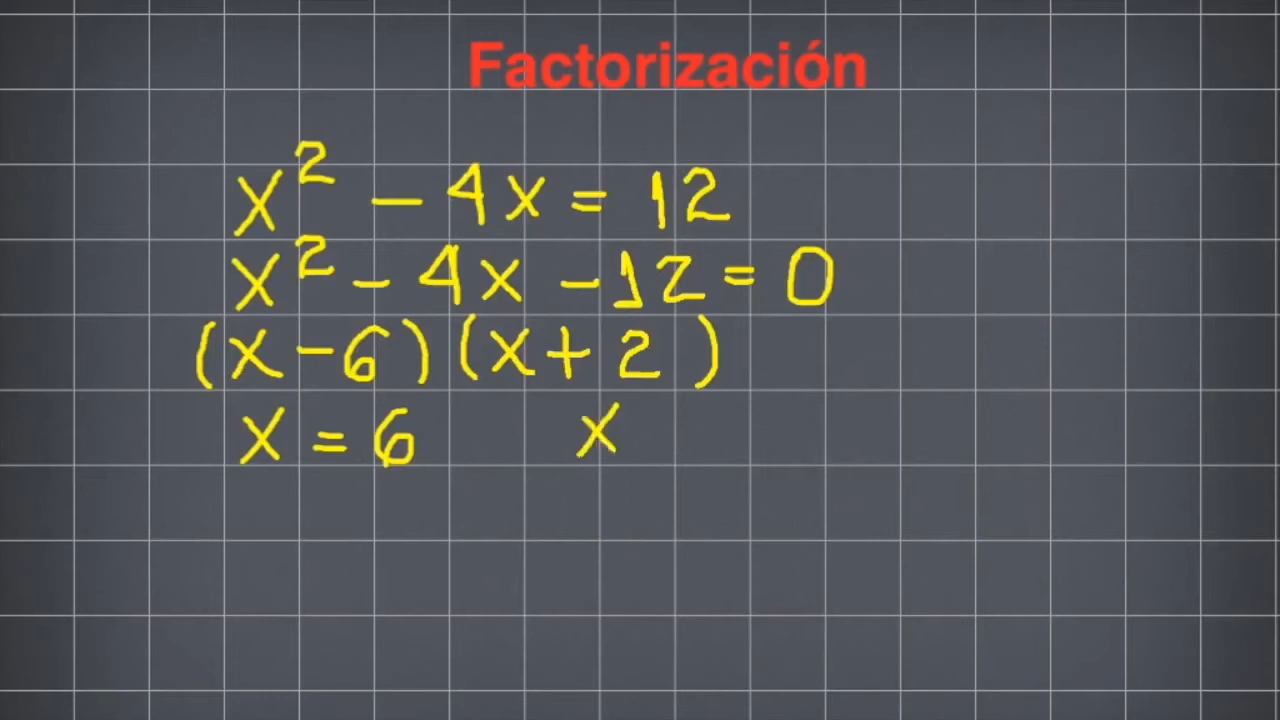 Factorización
x² - 4x = 12
x² - 4x - 12 = 0
(x - 6) (x + 2)
x = 6 x